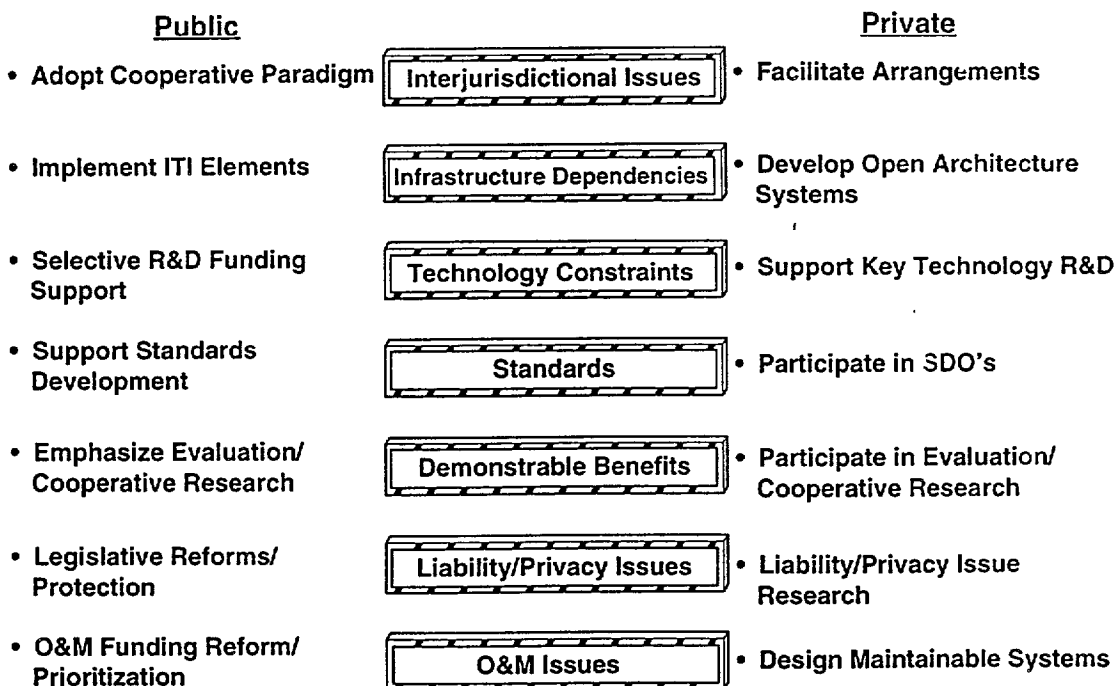 Public
Private
• Adopt Cooperative Paradigm
Interjurisdictional Issues
• Facilitate Arrangements
• Implement ITI Elements
Infrastructure Dependencies
• Develop Open Architecture
Systems
• Selective R&D Funding
Support
Technology Constraints
• Support Key Technology R&D
• Support Standards
Development
Standards
• Participate in SDO's
• Emphasize Evaluation/
Cooperative Research
Demonstrable Benefits
• Participate in Evaluation/
Cooperative Research
• Legislative Reforms/
Protection
Liability/Privacy Issues
• Liability/Privacy Issue
Research
• O&M Funding Reform/
Prioritization
O&M Issues
• Design Maintainable Systems